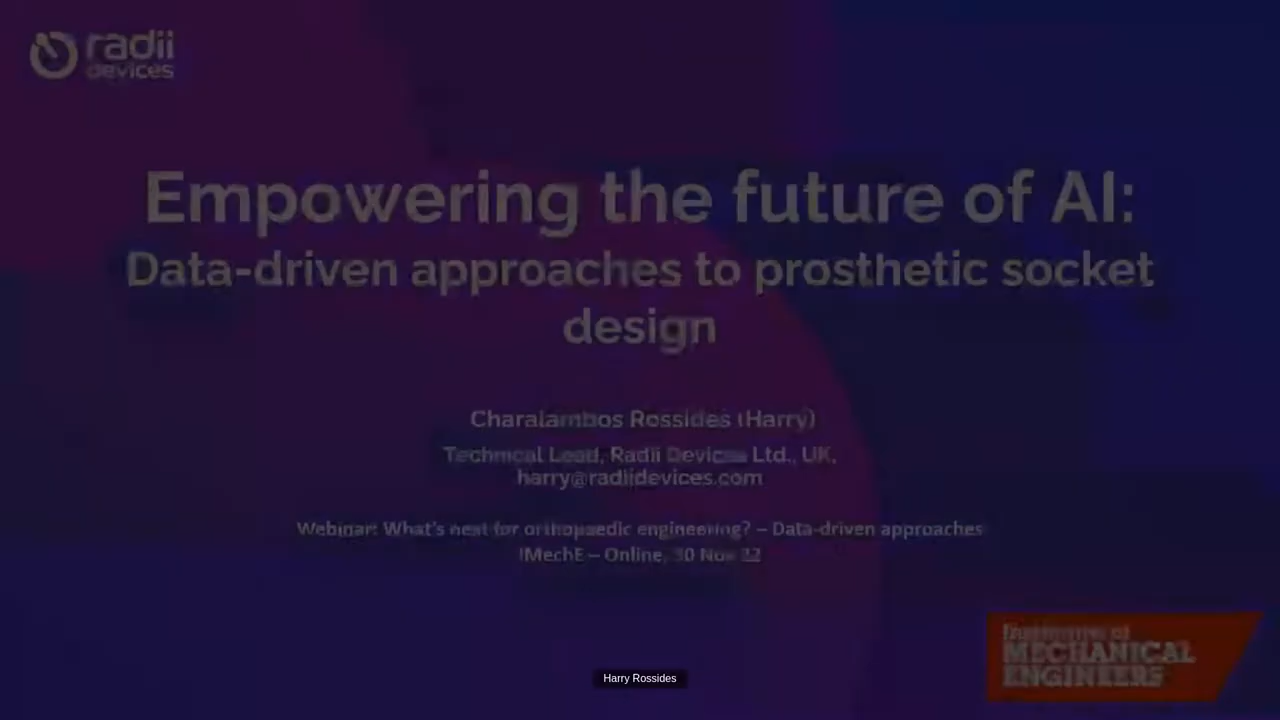 radii
devices
Empowering the future of AI:
Data-driven approaches to prosthetic socket
design
Charalambos Rossides (Harry)
Technical Lead, Radii Devices Ltd., UK,
harry@radiidevices.com
Webinar: What's next for orthopaedic engineering? – Data-driven approaches
IMechE – Online, 30 Nov 22
Institution of
MECHANICAL
ENGINEERS
Harry Rossides